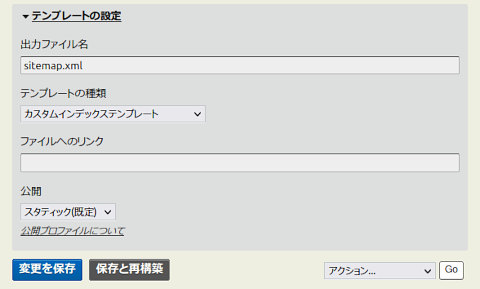 ▼テンプレートの設定
出力ファイル名
sitemap.xml
テンプレートの種類
カスタムインデックステンプレート
ファイルへのリンク
公開
スタティック(既定)
公開プロファイルについて
変更を保存 保存と再構築 アクション... Go